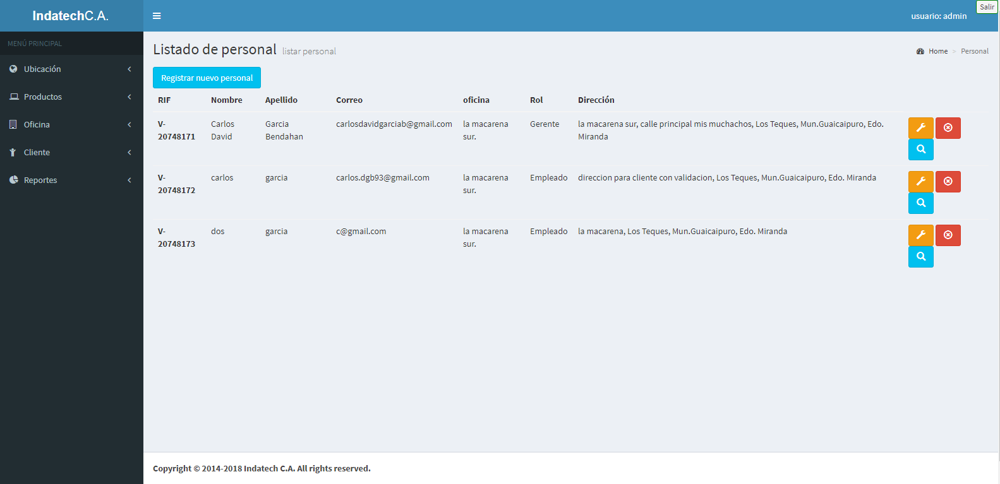 IndatechC.A.
usuario: admin
Salir
MENÚ PRINCIPAL
Ubicación
Productos
Oficina
Cliente
Reportes
Listado de personal listar personal
Home > Personal
Registrar nuevo personal
RIF Nombre Apellido Correo oficina Rol Dirección
V- Carlos Garcia carlosdavidgarciab@gmail.com la macarena Gerente la macarena sur, calle principal mis muchachos, Los Teques, Mun.Guaicaipuro, Edo.
20748171 David Bendahan sur. Miranda
V- carlos garcia carlos.dgb93@gmail.com la macarena Empleado direccion para cliente con validacion, Los Teques, Mun.Guaicaipuro, Edo. Miranda
20748172 sur.
V- dos garcia c@gmail.com la macarena Empleado la macarena, Los Teques, Mun.Guaicaipuro, Edo. Miranda
20748173 sur.
Copyright © 2014-2018 Indatech C.A. All rights reserved.